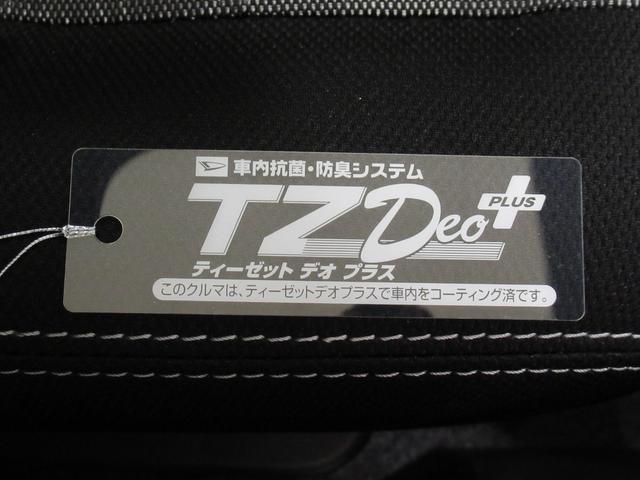 車内抗菌・防臭システム
TZ Deo PLUS
ティーゼット デオ プラス
このクルマは、ティーゼットデオプラスで車内をコーティング済です。